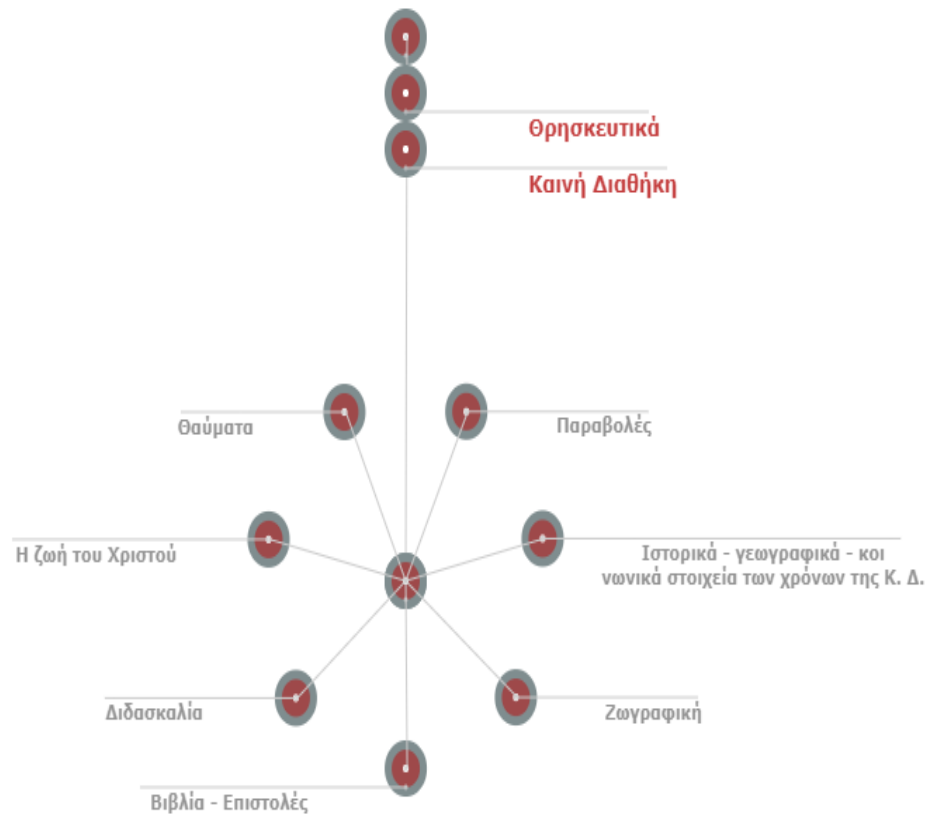 Θρησκευτικά
Καινή Διαθήκη
Θαύματα
Παραβολές
Η ζωή του Χριστού
Ιστορικά - γεωγραφικά - κοι
νωνικά στοιχεία των χρόνων της Κ. Δ.
Διδασκαλία
Ζωγραφική
Βιβλία - Επιστολές